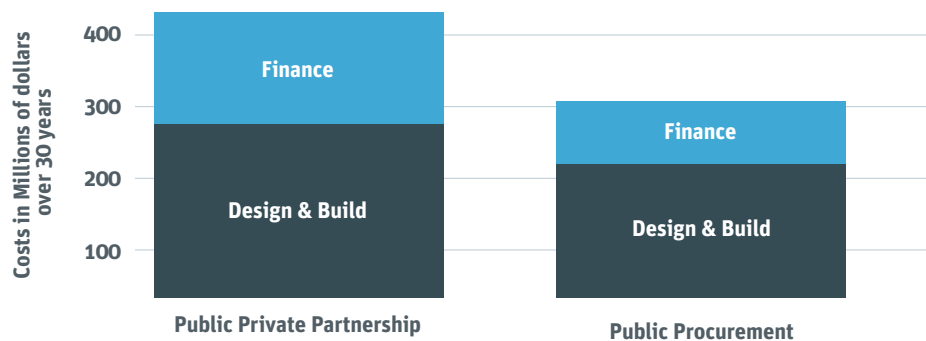 Costs in Millions of dollars
over 30 years
400
300
200
100
Finance
Design & Build
Finance
Design & Build
Public Private Partnership
Public Procurement